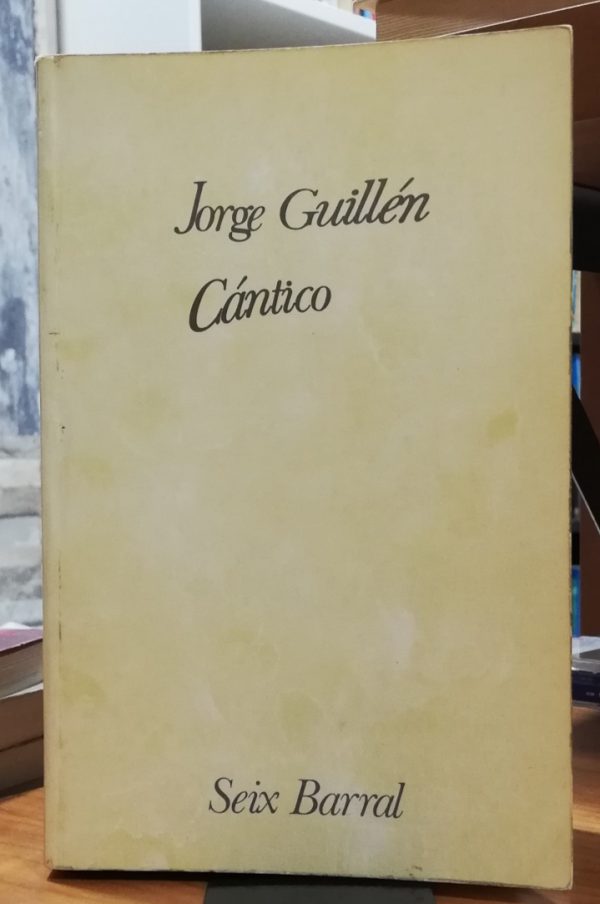 Jorge Guillén
Cántico
Seix Barral